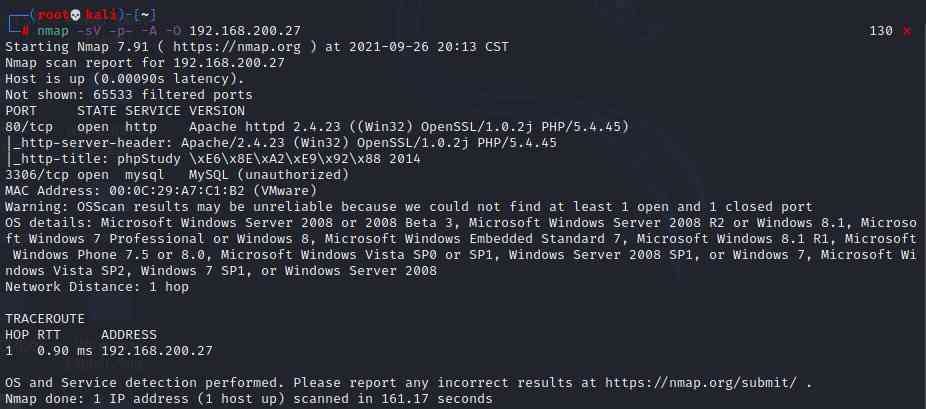 ┌──(root💀kali)-[~]
└─# nmap -sV -p- -A -O 192.168.200.27 130 ⨯
Starting Nmap 7.91 ( https://nmap.org ) at 2021-09-26 20:13 CST
Nmap scan report for 192.168.200.27
Host is up (0.00090s latency).
Not shown: 65533 filtered ports
PORT     STATE SERVICE VERSION
80/tcp   open  http    Apache httpd 2.4.23 ((Win32) OpenSSL/1.0.2j PHP/5.4.45)
|_http-server-header: Apache/2.4.23 (Win32) OpenSSL/1.0.2j PHP/5.4.45
|_http-title: phpStudy \xE6\x8E\xA2\xE9\x92\x88 2014
3306/tcp open  mysql   MySQL (unauthorized)
MAC Address: 00:0C:29:A7:C1:B2 (VMware)
Warning: OSScan results may be unreliable because we could not find at least 1 open and 1 closed port
OS details: Microsoft Windows Server 2008 or 2008 Beta 3, Microsoft Windows Server 2008 R2 or Windows 8.1, Microso
ft Windows 7 Professional or Windows 8, Microsoft Windows Embedded Standard 7, Microsoft Windows 8.1 R1, Microsoft
 Windows Phone 7.5 or 8.0, Microsoft Windows Vista SP0 or SP1, Windows Server 2008 SP1, or Windows 7, Microsoft Wi
ndows Vista SP2, Windows 7 SP1, or Windows Server 2008
Network Distance: 1 hop
TRACEROUTE
HOP RTT     ADDRESS
1   0.90 ms 192.168.200.27
OS and Service detection performed. Please report any incorrect results at https://nmap.org/submit/ .
Nmap done: 1 IP address (1 host up) scanned in 161.17 seconds